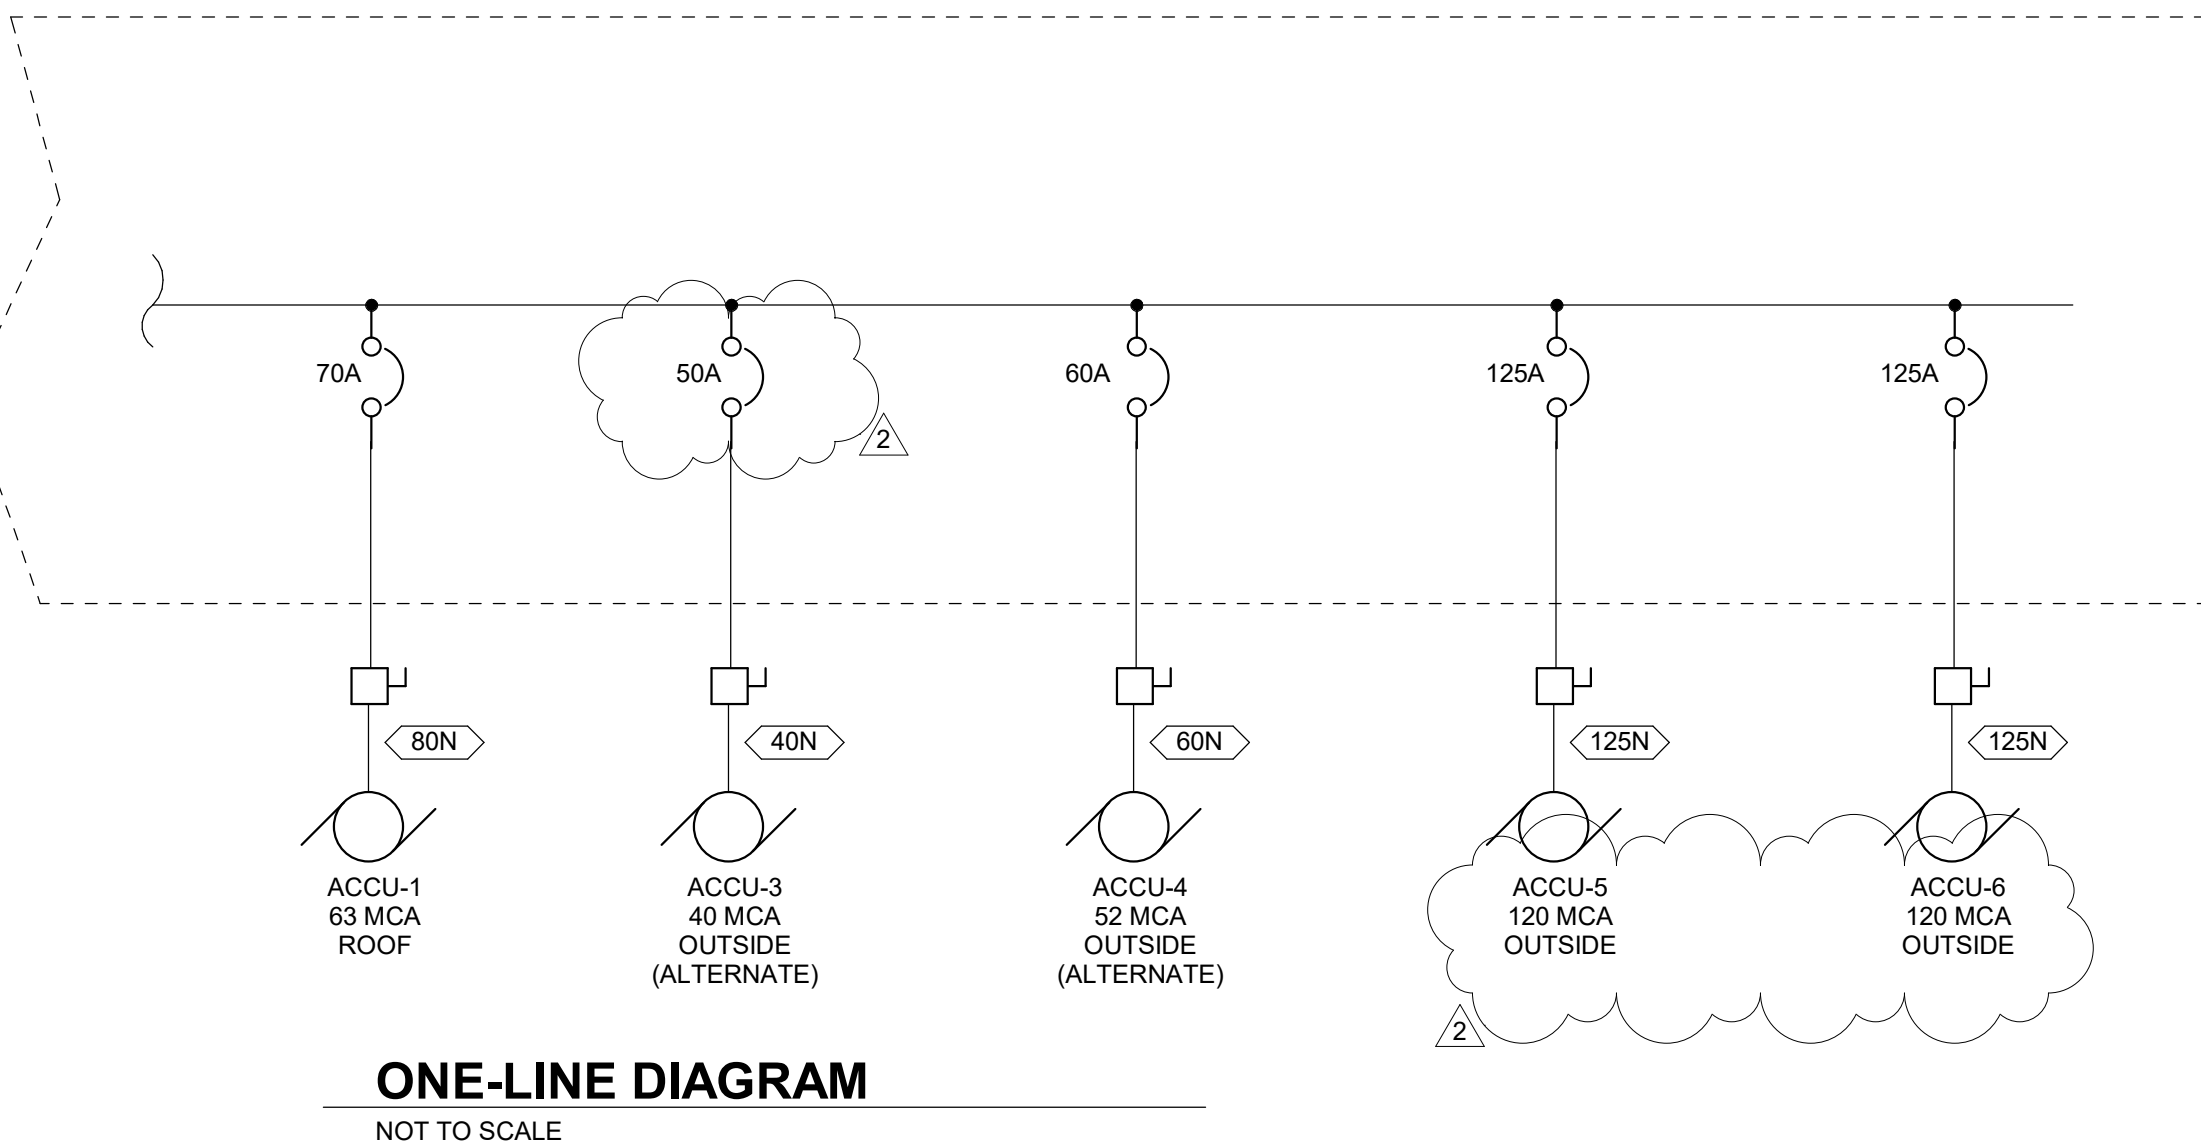 70A
50A
60A
125A
125A
2
80N
40N
60N
125N
125N
ACCU-1
63 MCA
ROOF
ACCU-3
40 MCA
OUTSIDE
(ALTERNATE)
ACCU-4
52 MCA
OUTSIDE
(ALTERNATE)
ACCU-5
120 MCA
OUTSIDE
ACCU-6
120 MCA
OUTSIDE
2
ONE-LINE DIAGRAM
NOT TO SCALE